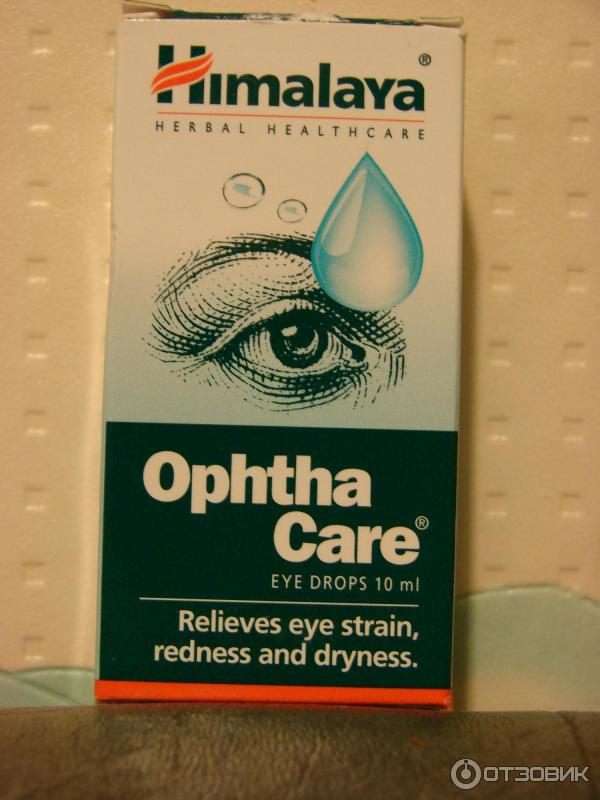 Himalaya®
HERBAL HEALTHCARE
Ophtha
Care®
EYE DROPS 10 ml
Relieves eye strain,
redness and dryness.
ОТЗОВИК